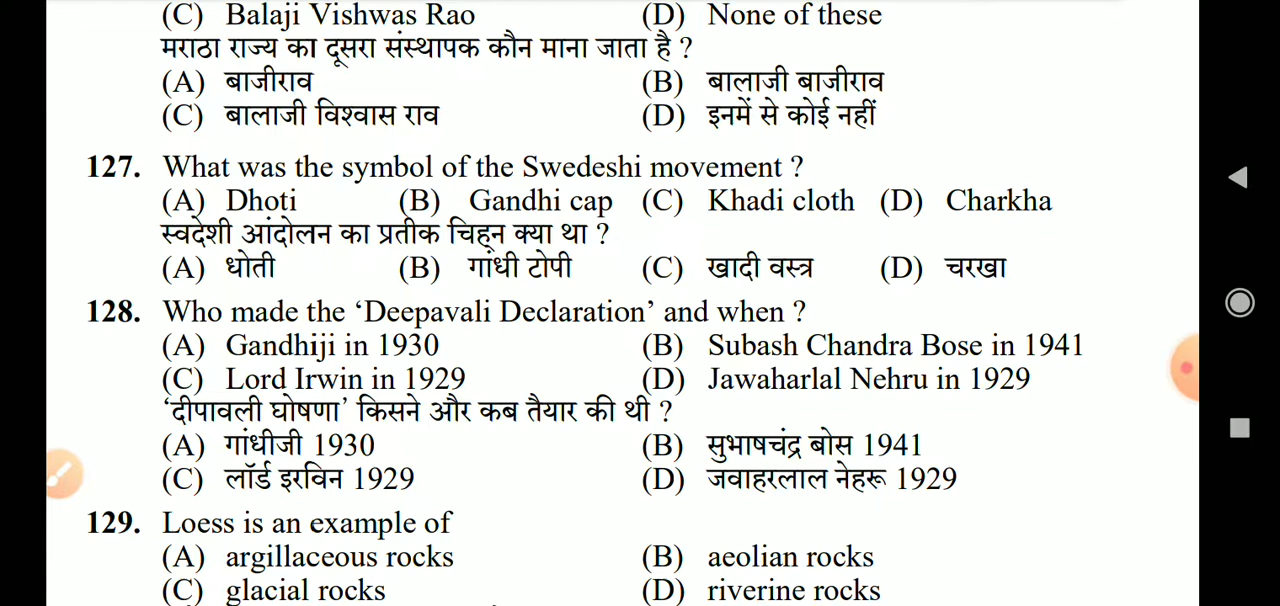 (C) Balaji Vishwas Rao (D) None of these
मराठा राज्य का दूसरा संस्थापक कौन माना जाता है ?
(A) बाजीराव (B) बालाजी बाजीराव
(C) बालाजी विश्वास राव (D) इनमें से कोई नहीं
127. What was the symbol of the Swedeshi movement ?
(A) Dhoti (B) Gandhi cap (C) Khadi cloth (D) Charkha
स्वदेशी आंदोलन का प्रतीक चिह्न क्या था ?
(A) धोती (B) गांधी टोपी (C) खादी वस्त्र (D) चरखा
128. Who made the ‘Deepavali Declaration’ and when ?
(A) Gandhiji in 1930 (B) Subash Chandra Bose in 1941
(C) Lord Irwin in 1929 (D) Jawaharlal Nehru in 1929
‘दीपावली घोषणा’ किसने और कब तैयार की थी ?
(A) गांधीजी 1930 (B) सुभाषचंद्र बोस 1941
(C) लॉर्ड इरविन 1929 (D) जवाहरलाल नेहरू 1929
129. Loess is an example of
(A) argillaceous rocks (B) aeolian rocks
(C) glacial rocks (D) riverine rocks